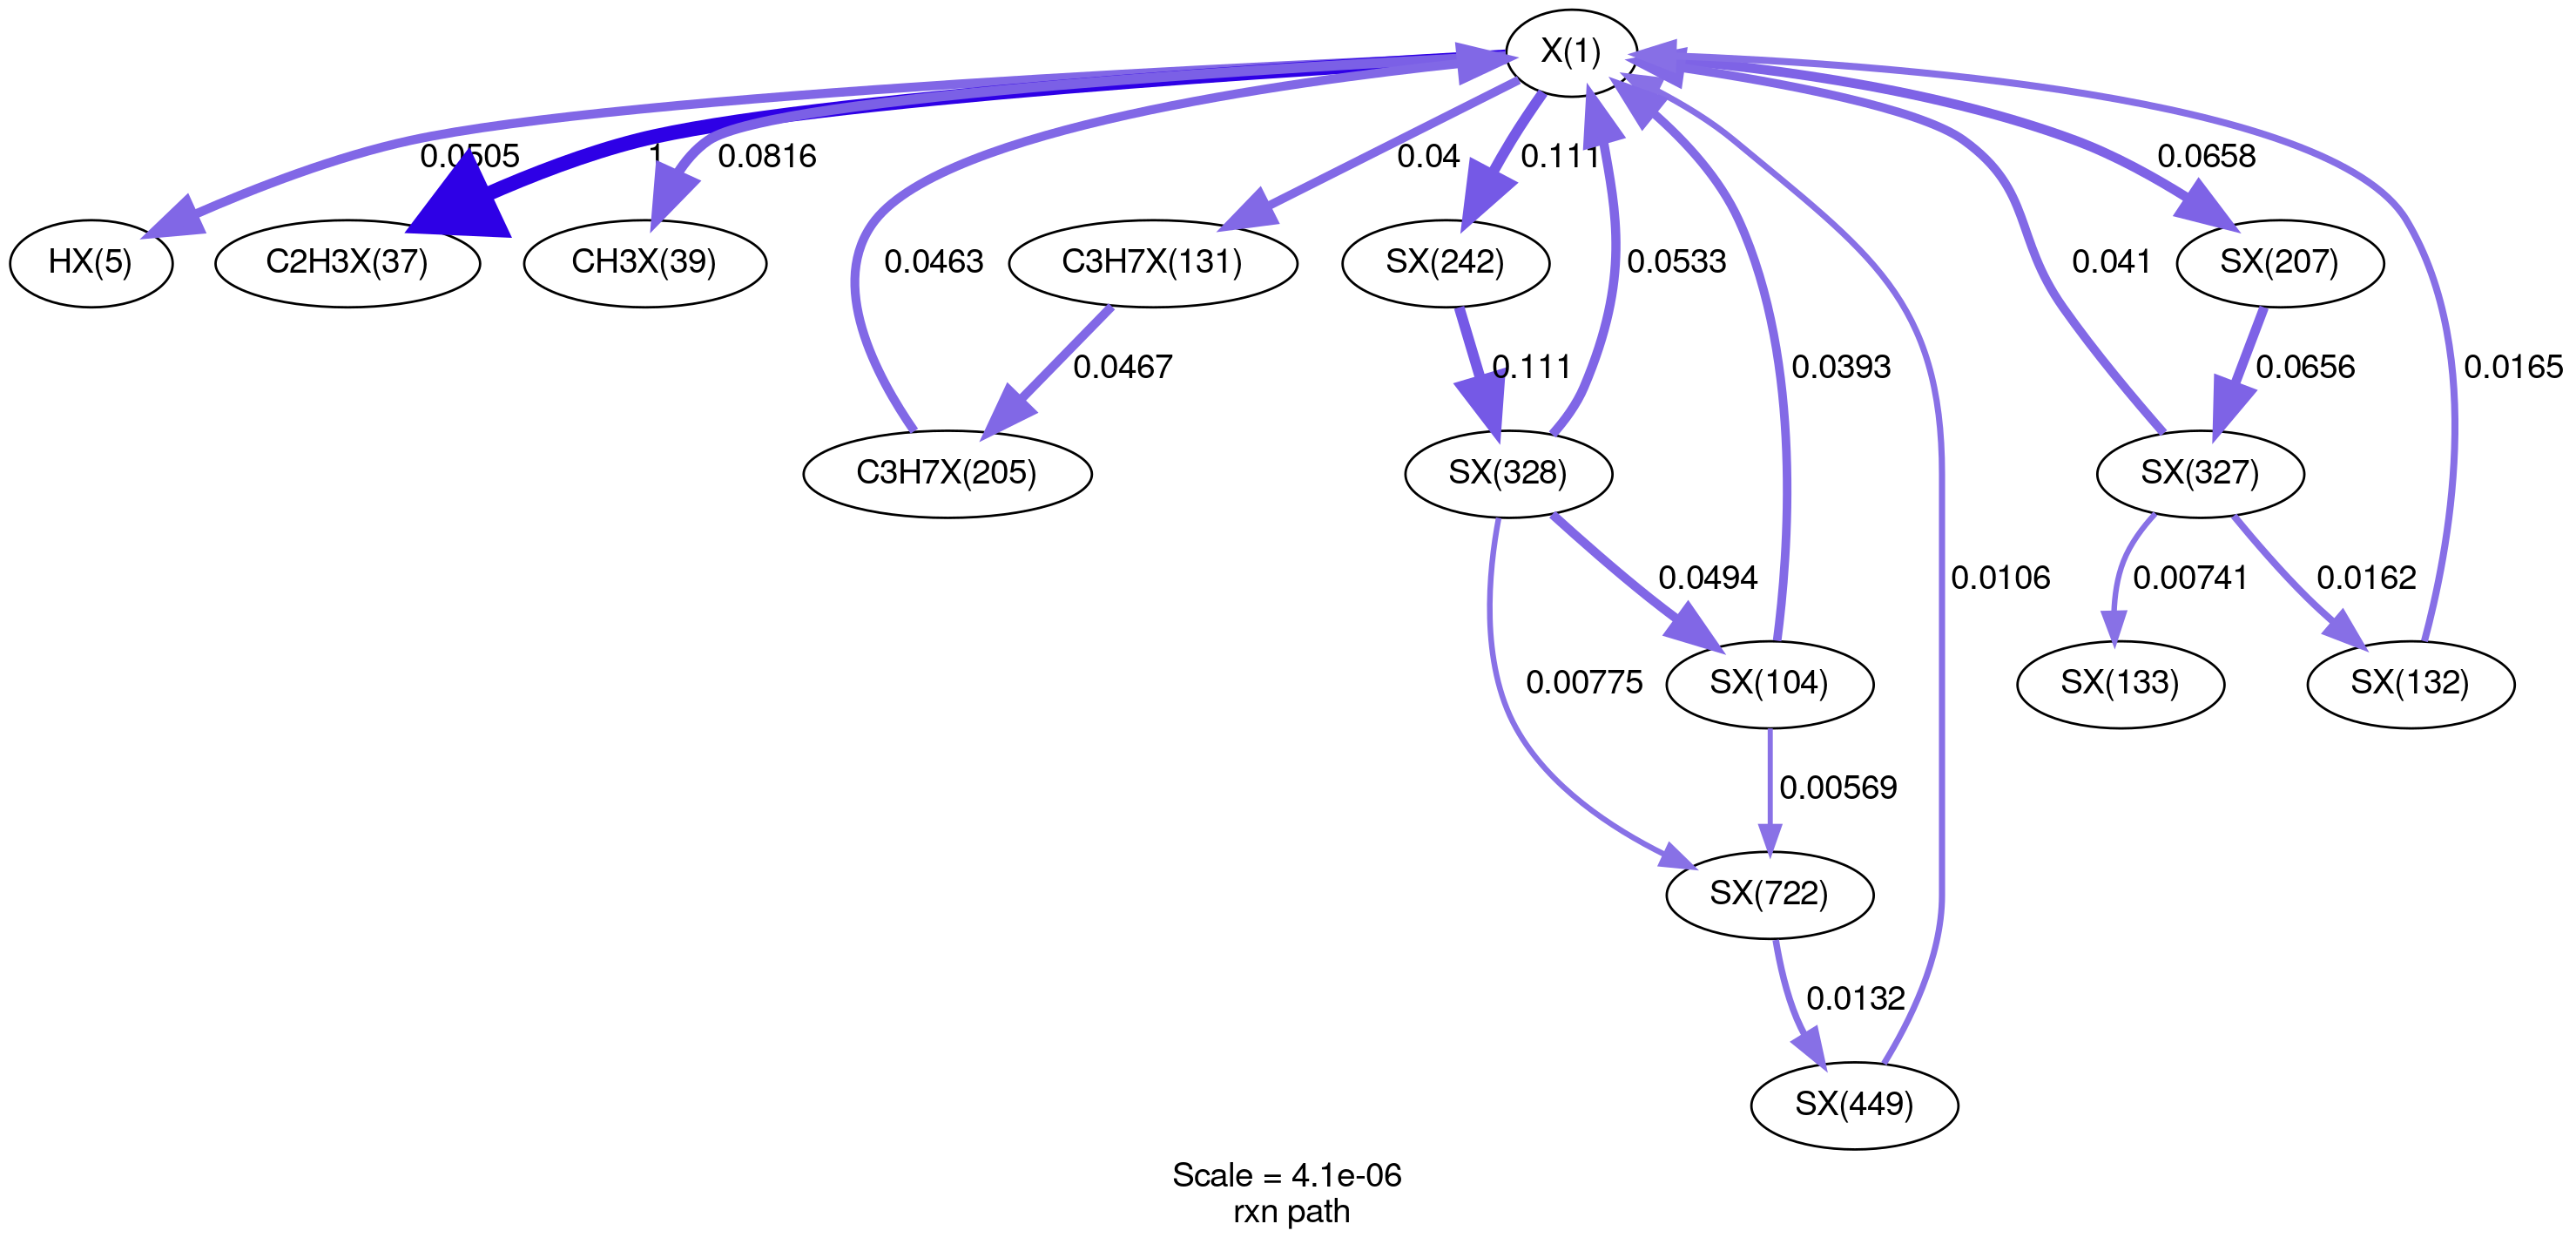 X(1)
0.0505
1
0.0816
0.04
0.111
0.0658
HX(5)
C2H3X(37)
CH3X(39)
0.0463
C3H7X(131)
SX(242)
0.0533
0.041
SX(207)
0.0467
0.111
0.0393
0.0656
0.0165
C3H7X(205)
SX(328)
SX(327)
0.0494
0.0106
0.00741
0.0162
0.00775
SX(104)
SX(133)
SX(132)
0.00569
SX(722)
0.0132
SX(449)
Scale = 4.1e-06
rxn path